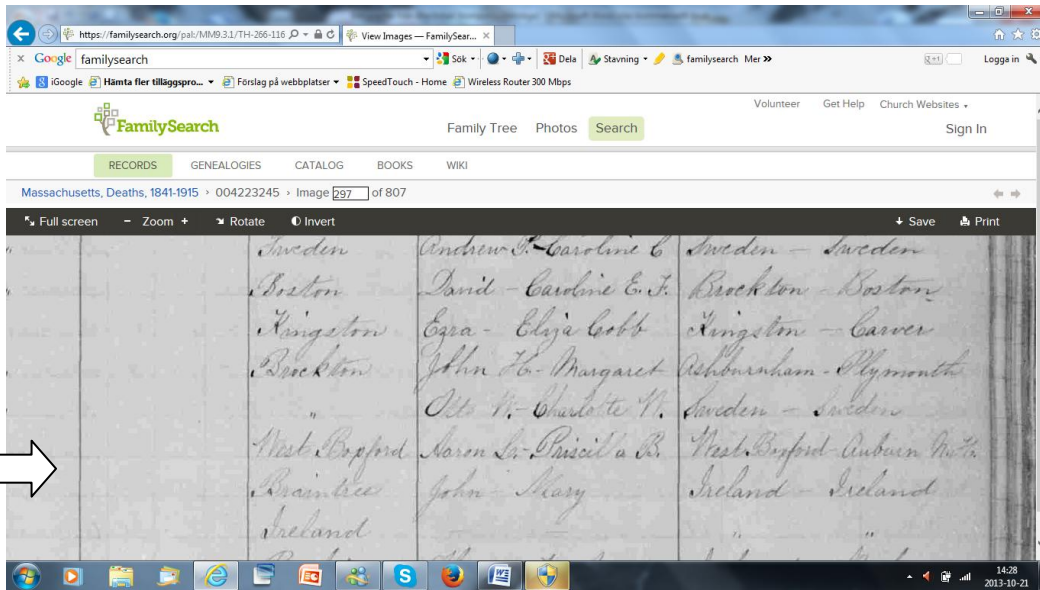 https://familysearch.org/pal:/MM9.3.1/TH-266-116 View Images — FamilySear...
Google familysearch Sök Dela Stavning familysearch Mer » Logga in
iGoogle Hämta fler tilläggspro... Förslag på webbplatser SpeedTouch - Home Wireless Router 300 Mbps
Volunteer Get Help Church Websites
FamilySearch Family Tree Photos Search Sign In
RECORDS GENEALOGIES CATALOG BOOKS WIKI
Massachusetts, Deaths, 1841-1915 › 004223245 › Image 297 of 807
Full screen - Zoom + Rotate Invert Save Print
Sweden Andrew P. - Caroline C Sweden - Sweden
Boston David - Caroline E. F. Brockton - Boston
Kingston Ezra - Eliza Cobb Kingston - Carver
Brockton John H. - Margaret Ashburnham - Plymouth
" Otto N. - Charlotte N. Sweden - Sweden
West Boxford Aaron - Priscilla B. West Boxford - Auburn
Braintree John - Mary Ireland - Ireland
Ireland — — " "
14:28
2013-10-21